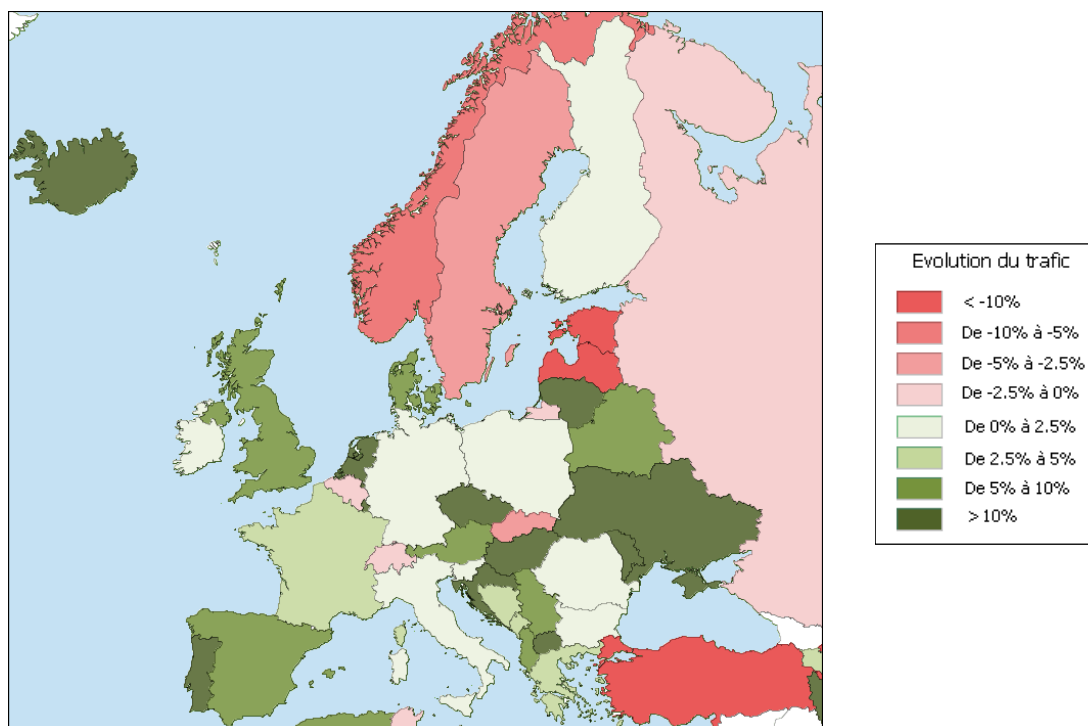 Evolution du trafic
< -10%
De -10% à -5%
De -5% à -2.5%
De -2.5% à 0%
De 0% à 2.5%
De 2.5% à 5%
De 5% à 10%
> 10%